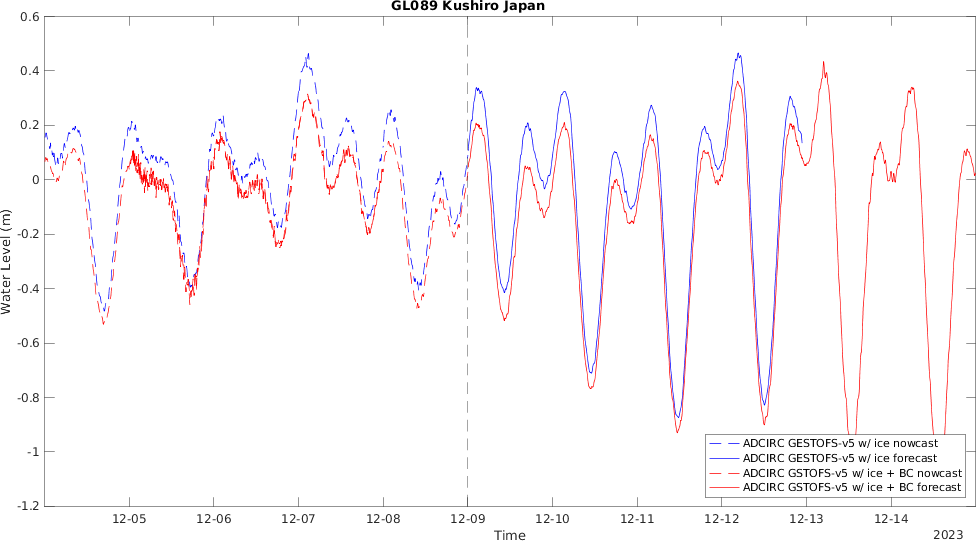 GL089 Kushiro Japan
0.6
0.4
0.2
0
-0.2
-0.4
-0.6
-0.8
-1
-1.2
Water Level (m)
ADCIRC GESTOFS-v5 w/ ice nowcast
ADCIRC GESTOFS-v5 w/ ice forecast
ADCIRC GSTOFS-v5 w/ ice + BC nowcast
ADCIRC GSTOFS-v5 w/ ice + BC forecast
12-05 12-06 12-07 12-08 12-09 12-10 12-11 12-12 12-13 12-14
Time
2023